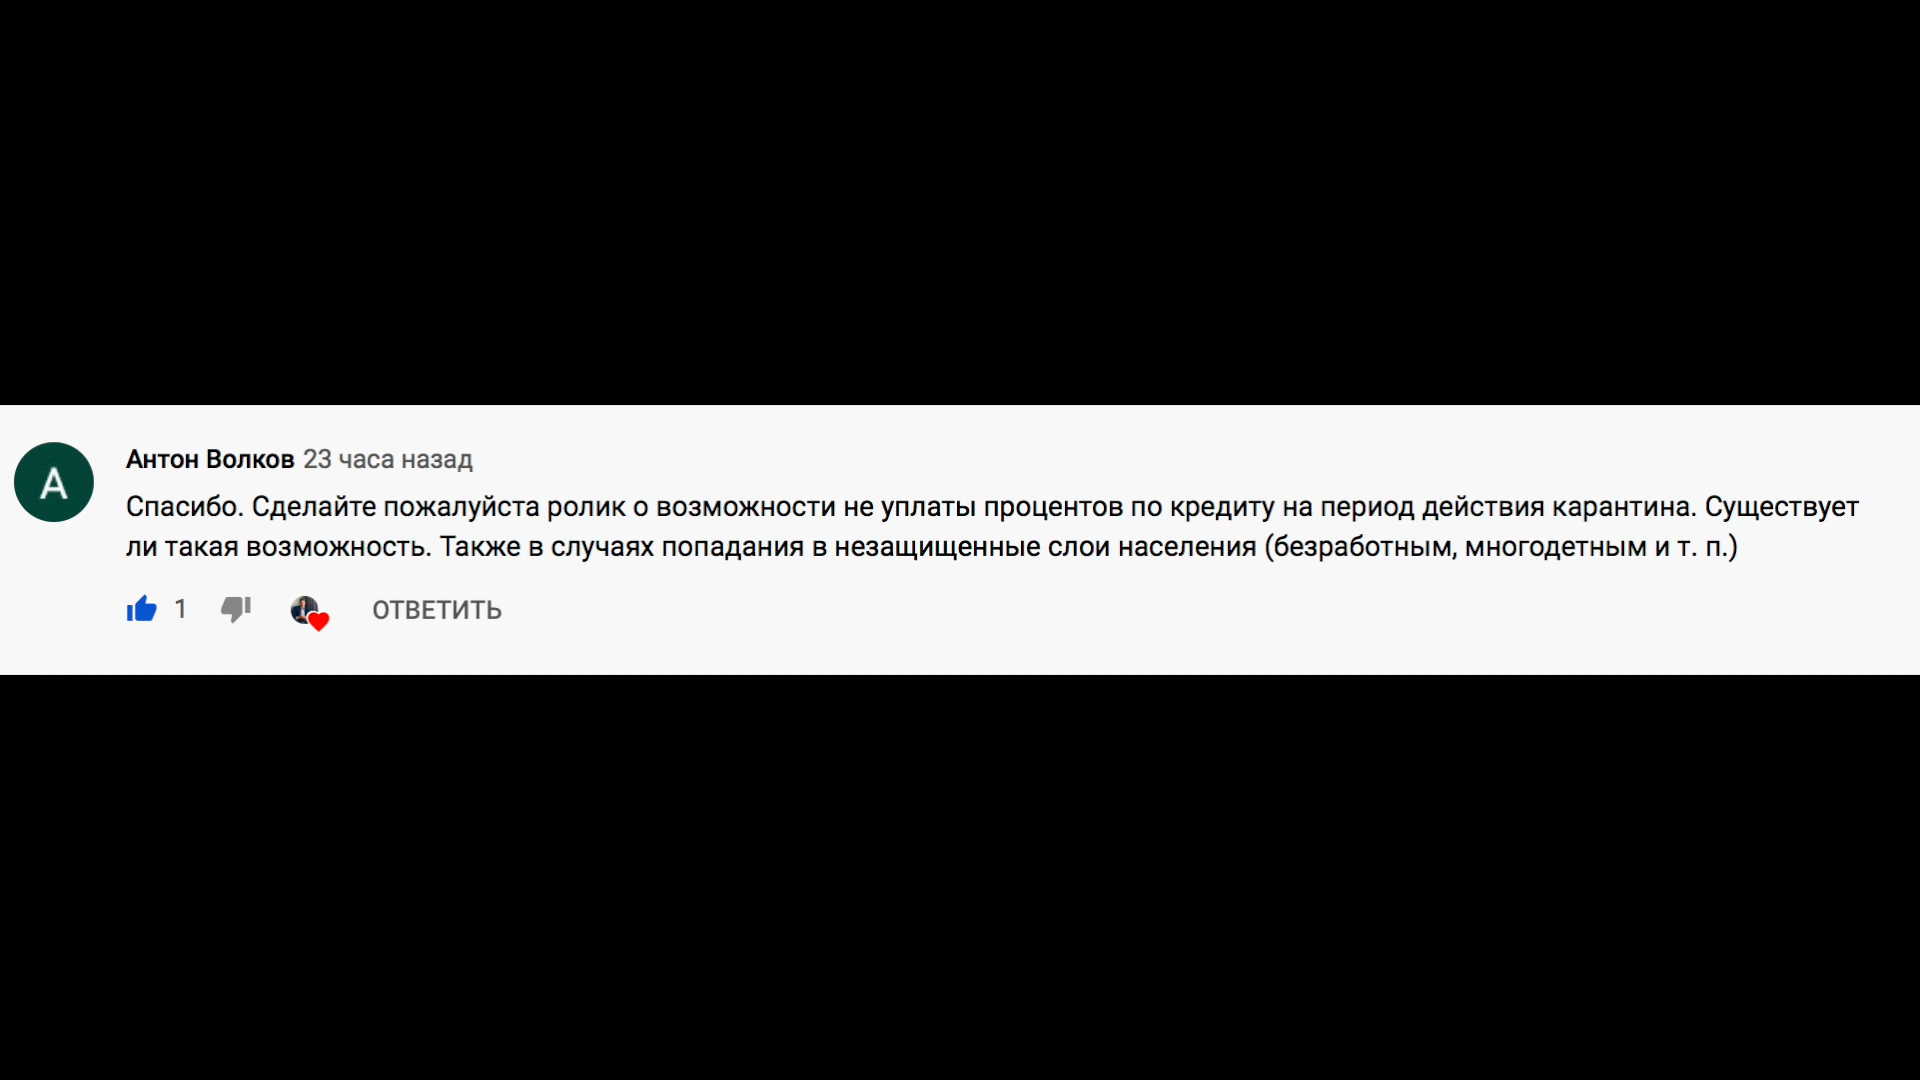 А
Антон Волков 23 часа назад
Спасибо. Сделайте пожалуйста ролик о возможности не уплаты процентов по кредиту на период действия карантина. Существует
ли такая возможность. Также в случаях попадания в незащищенные слои населения (безработным, многодетным и т. п.)
1 ОТВЕТИТЬ